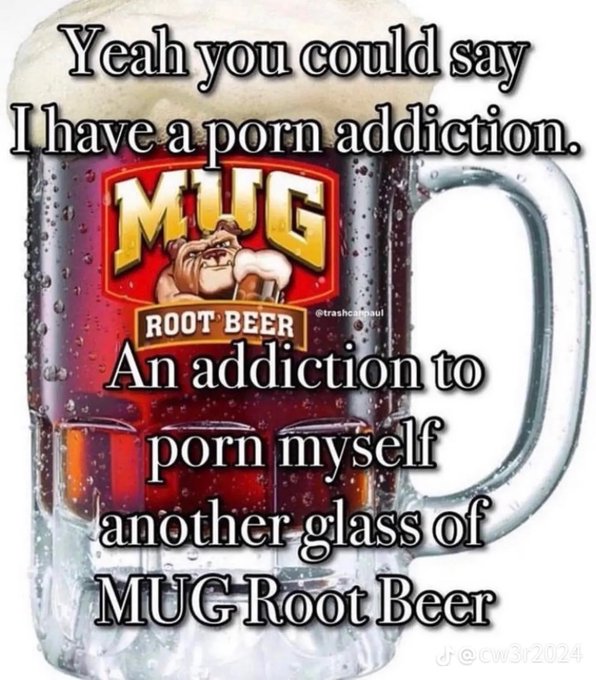 Yeah you could say
I have a porn addiction.
MUG
ROOT BEER
@trashcanpaul
An addiction to
porn myself
another glass of
MUG Root Beer
@cw3r2024